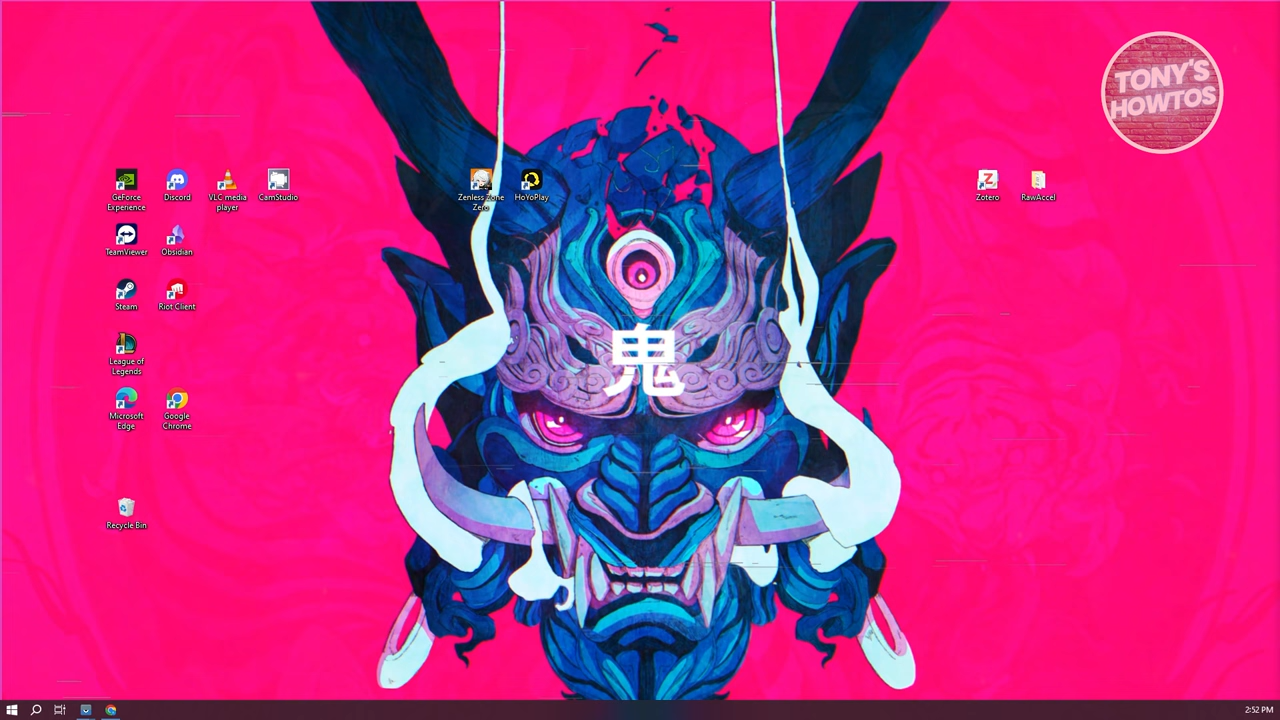 TONY'S
HOWTOS
GeForce
Experience
Discord
VLC media
player
CamStudio
Zenless Zone
Zero
HoYoPlay
Zotero
RawAccel
TeamViewer
Obsidian
Steam
Riot Client
League of
Legends
鬼
Microsoft
Edge
Google
Chrome
Recycle Bin
2:52 PM